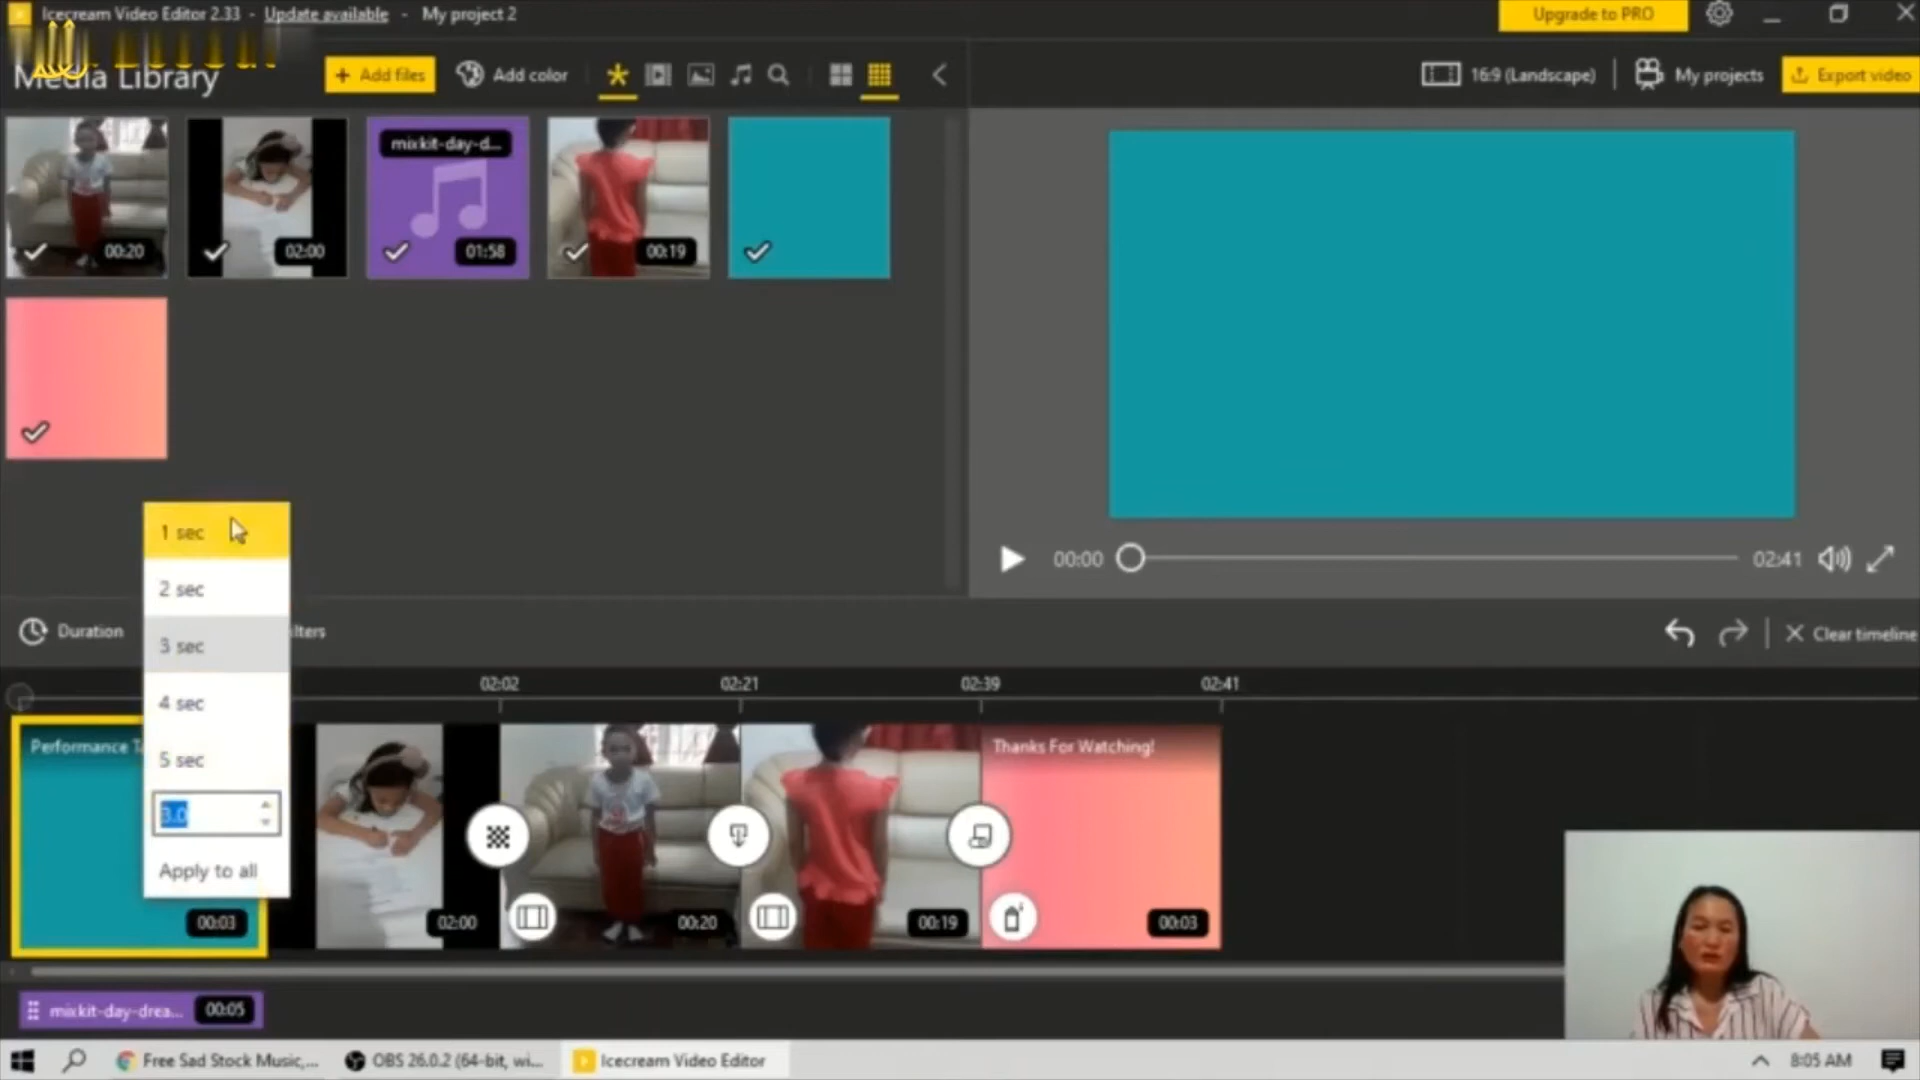 Icecream Video Editor 2.33 - Update available - My project 2
Upgrade to PRO
Media Library
+ Add files
Add color
16:9 (Landscape)
My projects
Export video
00:20
02:00
mixkit-day-d...
01:58
00:19
1 sec
2 sec
3 sec
4 sec
5 sec
3.0
Apply to all
00:00
02:41
Duration
ilters
Clear timeline
02:02
02:21
02:39
02:41
Performance T
00:03
02:00
00:20
00:19
Thanks For Watching!
00:03
mixkit-day-drea...
00:05
Free Sad Stock Music,...
OBS 26.0.2 (64-bit, wi...
Icecream Video Editor
8:05 AM